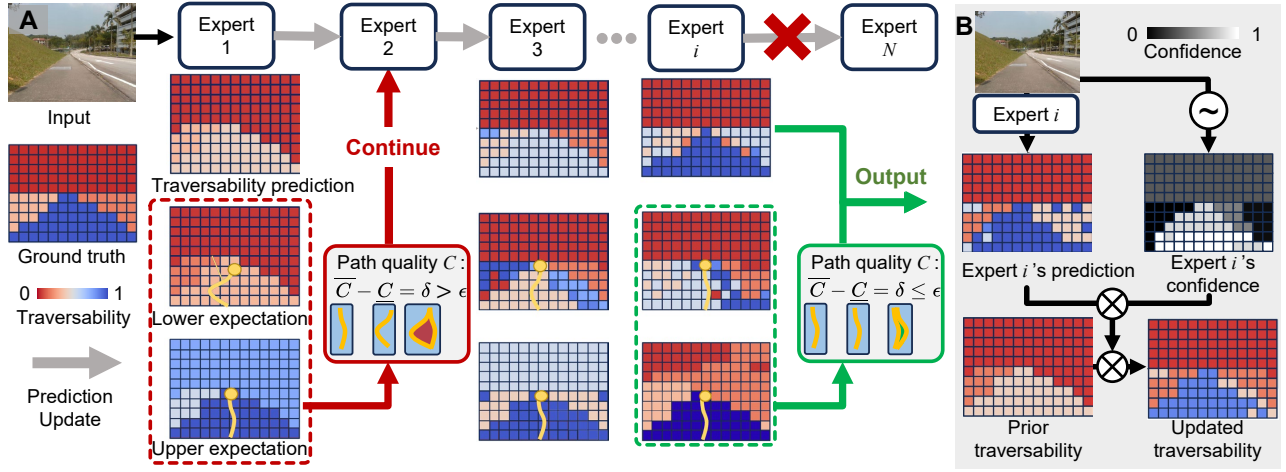 A
Input
Expert
1
Expert
2
Expert
3
Expert
i
Expert
N
Ground truth
0 1
Traversability
Prediction
Update
Traversability prediction
Lower expectation
Upper expectation
Continue
Path quality C:
C̅ − C̲ = δ > ϵ
Output
Path quality C:
C̅ − C̲ = δ ≤ ϵ
B
0 1
Confidence
Expert i
~
Expert i's prediction
Expert i's
confidence
Prior
traversability
Updated
traversability